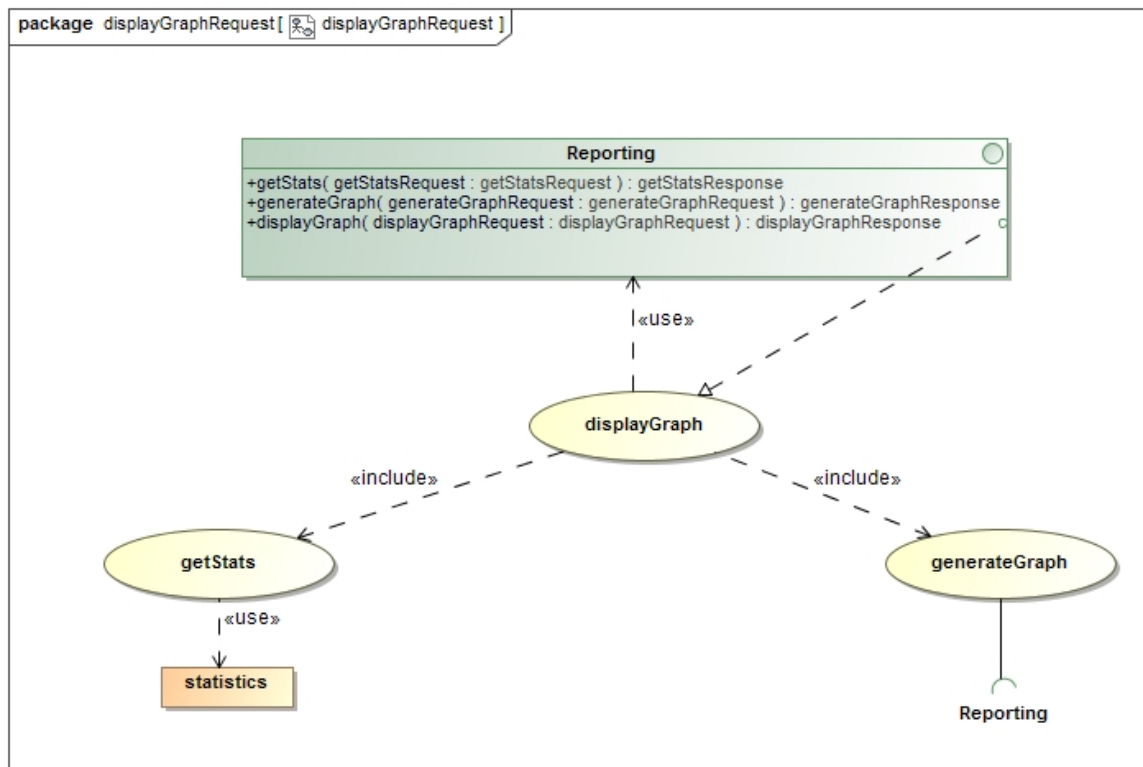 package displayGraphRequest[ displayGraphRequest ]
Reporting
+getStats( getStatsRequest : getStatsRequest ) : getStatsResponse
+generateGraph( generateGraphRequest : generateGraphRequest ) : generateGraphResponse
+displayGraph( displayGraphRequest : displayGraphRequest ) : displayGraphResponse
«use»
displayGraph
«include»
«include»
getStats
generateGraph
«use»
statistics
Reporting